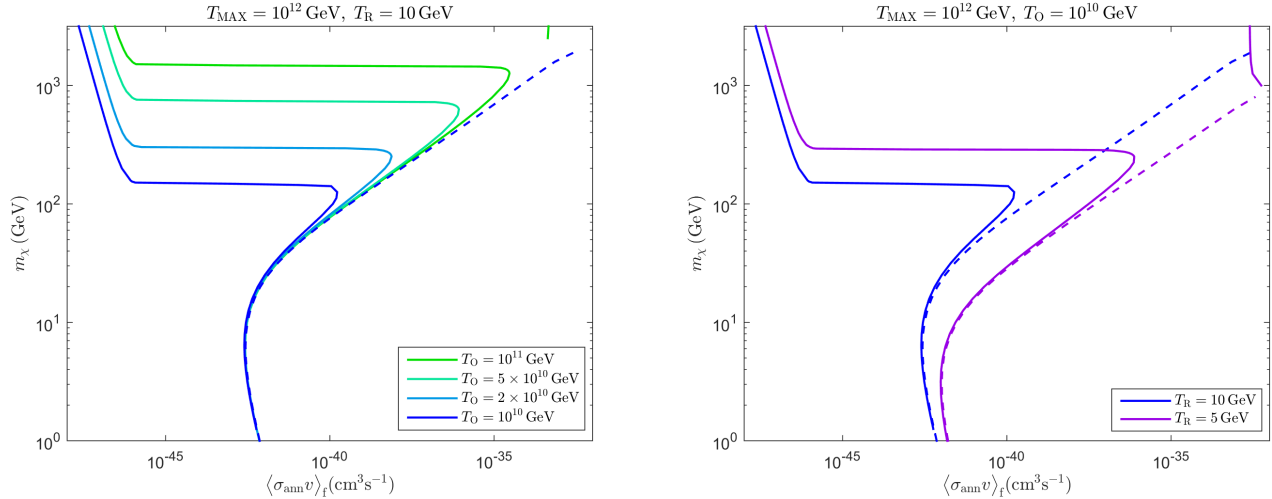 T_MAX = 10^12 GeV, T_R = 10 GeV
10^3
10^2
10^1
10^0
m_χ (GeV)
T_O = 10^11 GeV
T_O = 5 × 10^10 GeV
T_O = 2 × 10^10 GeV
T_O = 10^10 GeV
10^-45
10^-40
10^-35
⟨σ_ann v⟩_f (cm^3 s^-1)
T_MAX = 10^12 GeV, T_O = 10^10 GeV
10^3
10^2
10^1
10^0
m_χ (GeV)
T_R = 10 GeV
T_R = 5 GeV
10^-45
10^-40
10^-35
⟨σ_ann v⟩_f (cm^3 s^-1)